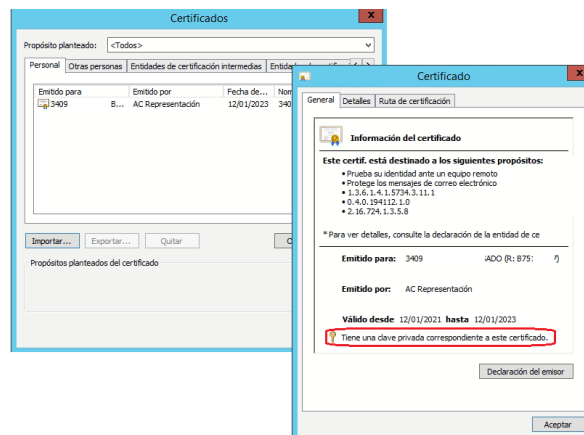 Certificados
x
Propósito planteado: <Todos>
Personal Otras personas Entidades de certificación intermedias
Emitido para Emitido por Fecha de...
3409 B... AC Representación 12/01/2023 340
Importar... Exportar... Quitar
Propósitos planteados del certificado
Certificado
x
General Detalles Ruta de certificación
Información del certificado
Este certif. está destinado a los siguientes propósitos:
• Prueba su identidad ante un equipo remoto
• Protege los mensajes de correo electrónico
• 1.3.6.1.4.1.5734.3.11.1
• 0.4.0.194112.1.0
• 2.16.724.1.3.5.8
* Para ver detalles, consulte la declaración de la entidad de ce
Emitido para: 3409 (R: B75
Emitido por: AC Representación
Válido desde 12/01/2021 hasta 12/01/2023
Tiene una clave privada correspondiente a este certificado.
Declaración del emisor
Aceptar